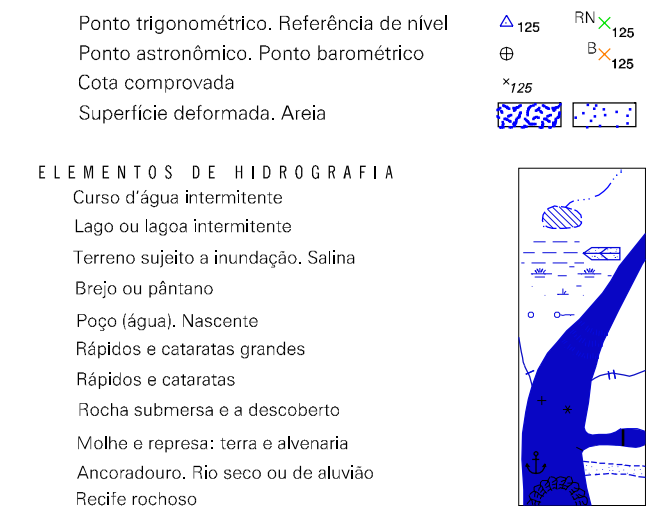 Ponto trigonométrico. Referência de nível 125 RN 125
Ponto astronômico. Ponto barométrico B 125
Cota comprovada 125
Superfície deformada. Areia
ELEMENTOS DE HIDROGRAFIA
Curso d'água intermitente
Lago ou lagoa intermitente
Terreno sujeito a inundação. Salina
Brejo ou pântano
Poço (água). Nascente
Rápidos e cataratas grandes
Rápidos e cataratas
Rocha submersa e a descoberto
Molhe e represa: terra e alvenaria
Ancoradouro. Rio seco ou de aluvião
Recife rochoso